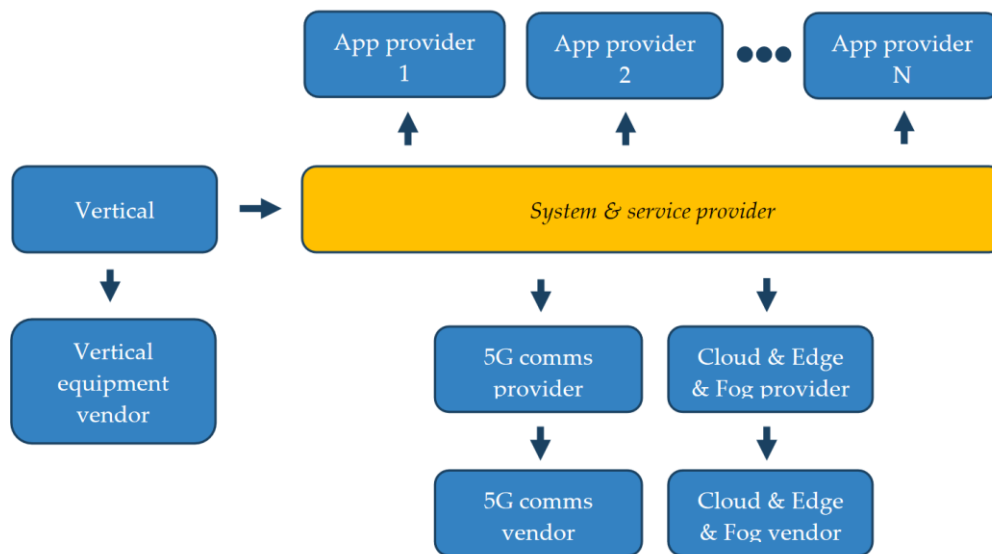 App provider
1
App provider
2
App provider
N
Vertical
System & service provider
Vertical
equipment
vendor
5G comms
provider
Cloud & Edge
& Fog provider
5G comms
vendor
Cloud & Edge
& Fog vendor